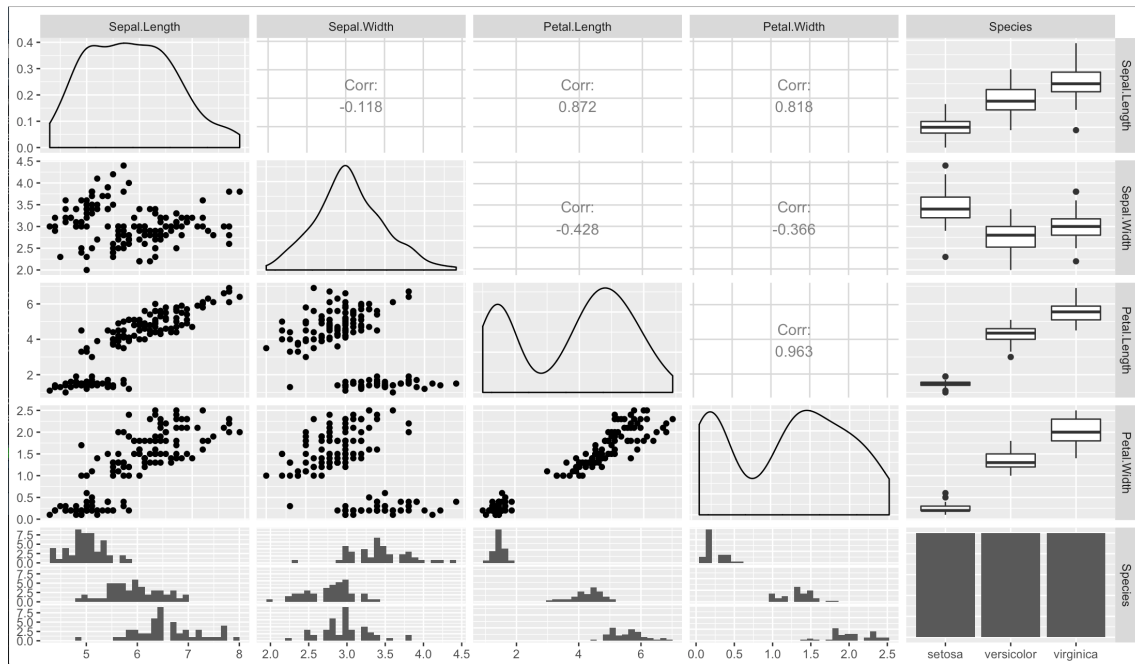 Sepal.Length Sepal.Width Petal.Length Petal.Width Species
0.4
0.3
0.2
0.1
0.0
Corr:
-0.118
Corr:
0.872
Corr:
0.818
Sepal.Length
4.5
4.0
3.5
3.0
2.5
2.0
Corr:
-0.428
Corr:
-0.366
Sepal.Width
6
4
2
Corr:
0.963
Petal.Length
2.5
2.0
1.5
1.0
0.5
0.0
Petal.Width
7.5
5.0
2.5
0.0
7.5
5.0
2.5
0.0
7.5
5.0
2.5
0.0
Species
5 6 7 8 2.0 2.5 3.0 3.5 4.0 4.5 2 4 6 0.0 0.5 1.0 1.5 2.0 2.5 setosa versicolor virginica